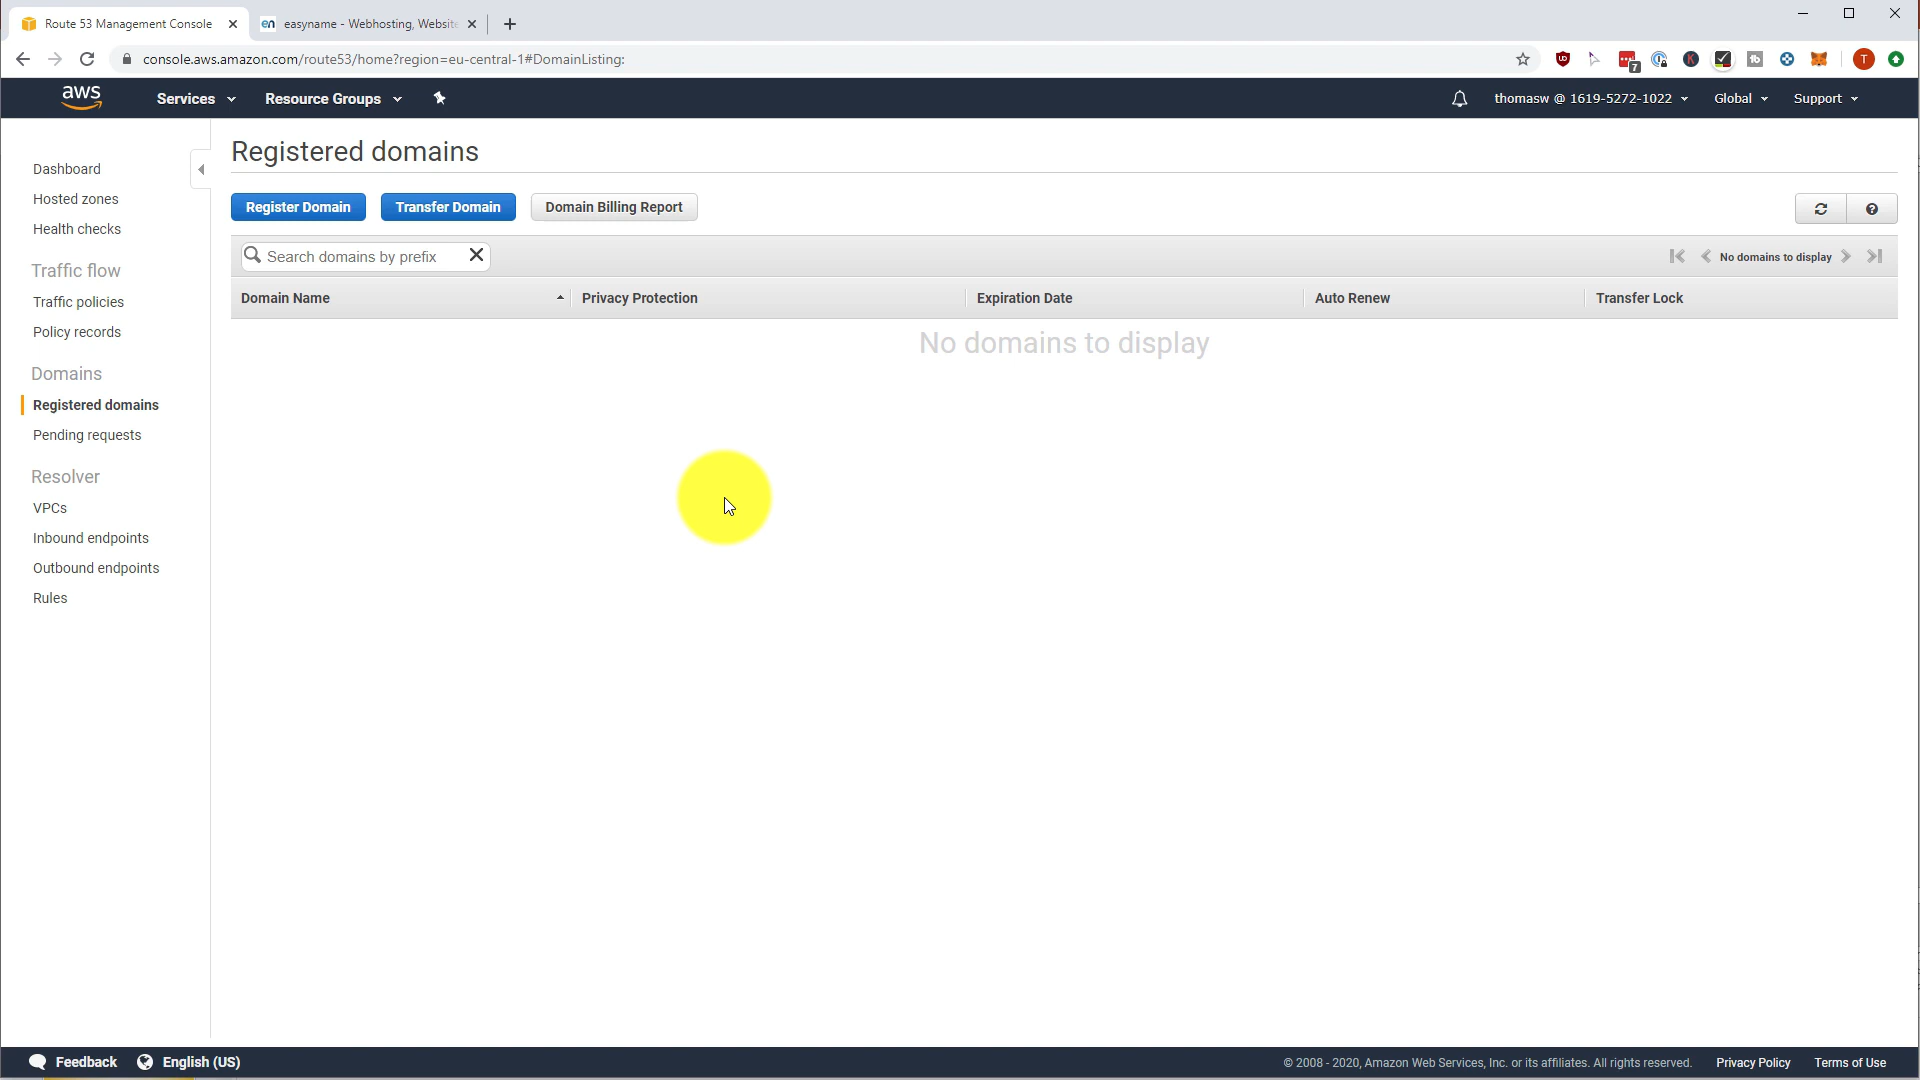 Route 53 Management Console
en easyname - Webhosting, Website
console.aws.amazon.com/route53/home?region=eu-central-1#DomainListing:
7
T
aws
Services
Resource Groups
thomasw @ 1619-5272-1022
Global
Support
Dashboard
Hosted zones
Health checks
Traffic flow
Traffic policies
Policy records
Domains
Registered domains
Pending requests
Resolver
VPCs
Inbound endpoints
Outbound endpoints
Rules
Registered domains
Register Domain
Transfer Domain
Domain Billing Report
Search domains by prefix
No domains to display
Domain Name
Privacy Protection
Expiration Date
Auto Renew
Transfer Lock
No domains to display
Feedback
English (US)
© 2008 - 2020, Amazon Web Services, Inc. or its affiliates. All rights reserved.
Privacy Policy
Terms of Use